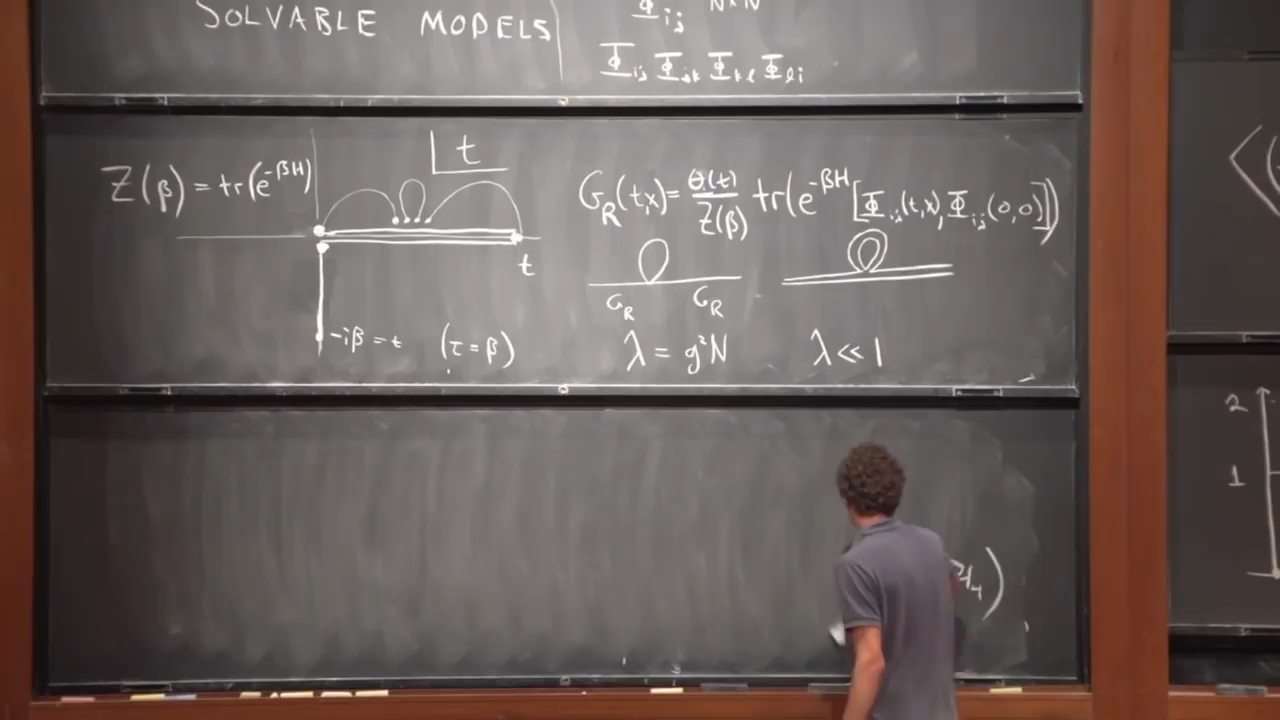 SOLVABLE MODELS
Φ_ij N×N
Φ_ij Φ_jk Φ_kl Φ_li
Z(β) = tr(e^{-βH})
t
t
-iβ = t (τ = β)
G_R(t,x) = θ(t)/Z(β) tr(e^{-βH} [Φ_ij(t,x), Φ_ij(0,0)])
G_R G_R
λ = g²N λ ≪ 1
)
⟨(
2
1